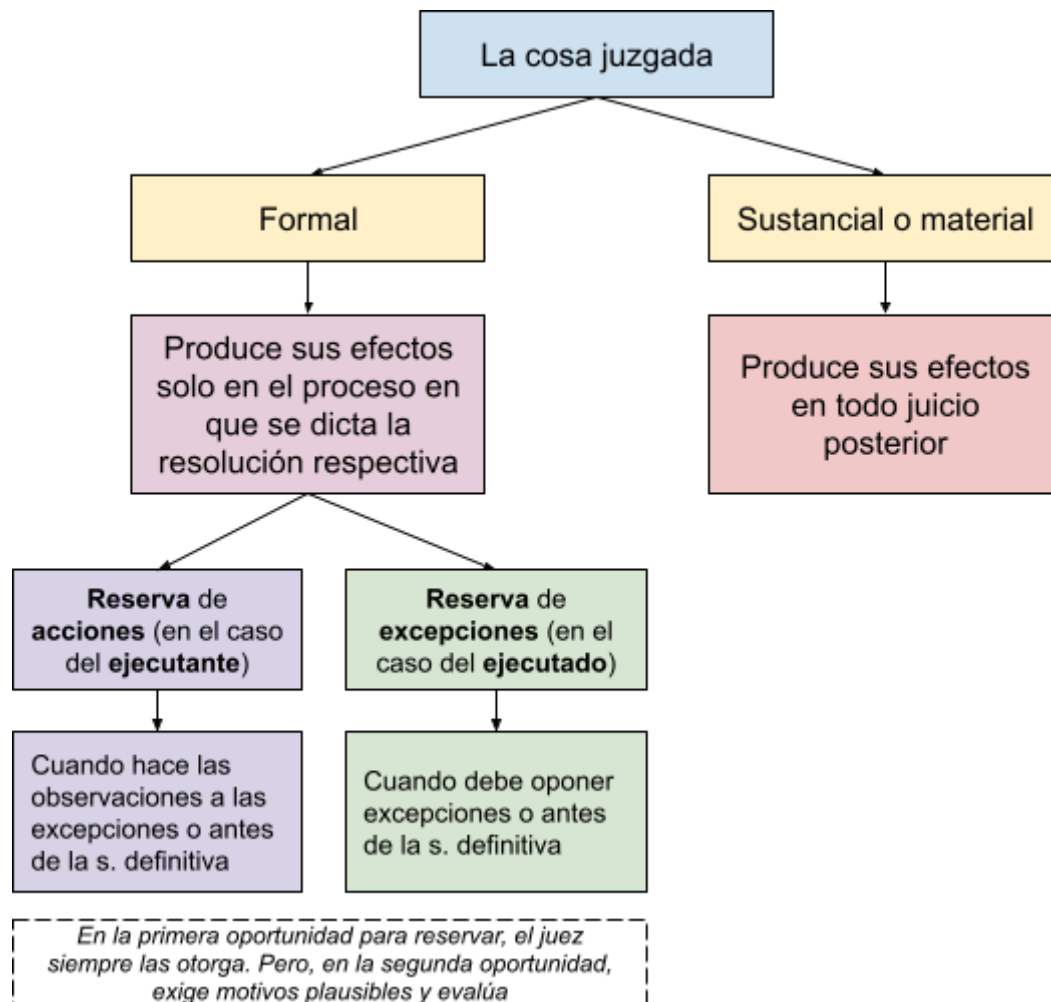 La cosa juzgada
Formal
Sustancial o material
Produce sus efectos
solo en el proceso en
que se dicta la
resolución respectiva
Produce sus efectos
en todo juicio
posterior
Reserva de
acciones (en el caso
del ejecutante)
Reserva de
excepciones (en el
caso del ejecutado)
Cuando hace las
observaciones a las
excepciones o antes
de la s. definitiva
Cuando debe oponer
excepciones o antes
de la s. definitiva
En la primera oportunidad para reservar, el juez
siempre las otorga. Pero, en la segunda oportunidad,
exige motivos plausibles y evalúa